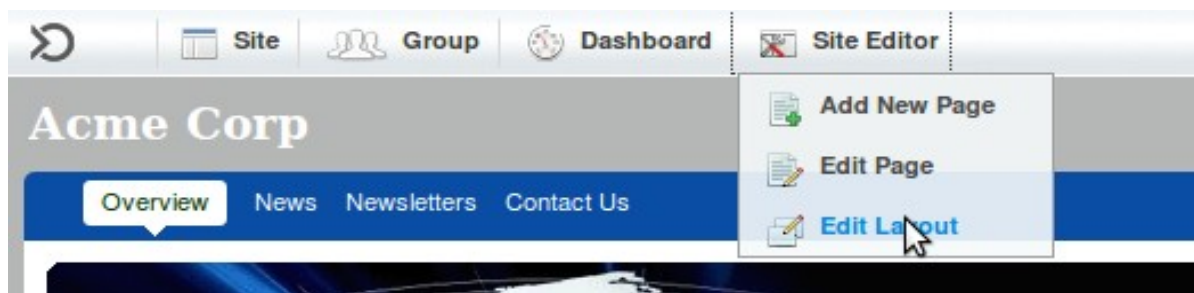 Site Group Dashboard Site Editor
Add New Page
Acme Corp
Edit Page
Overview News Newsletters Contact Us
Edit Layout